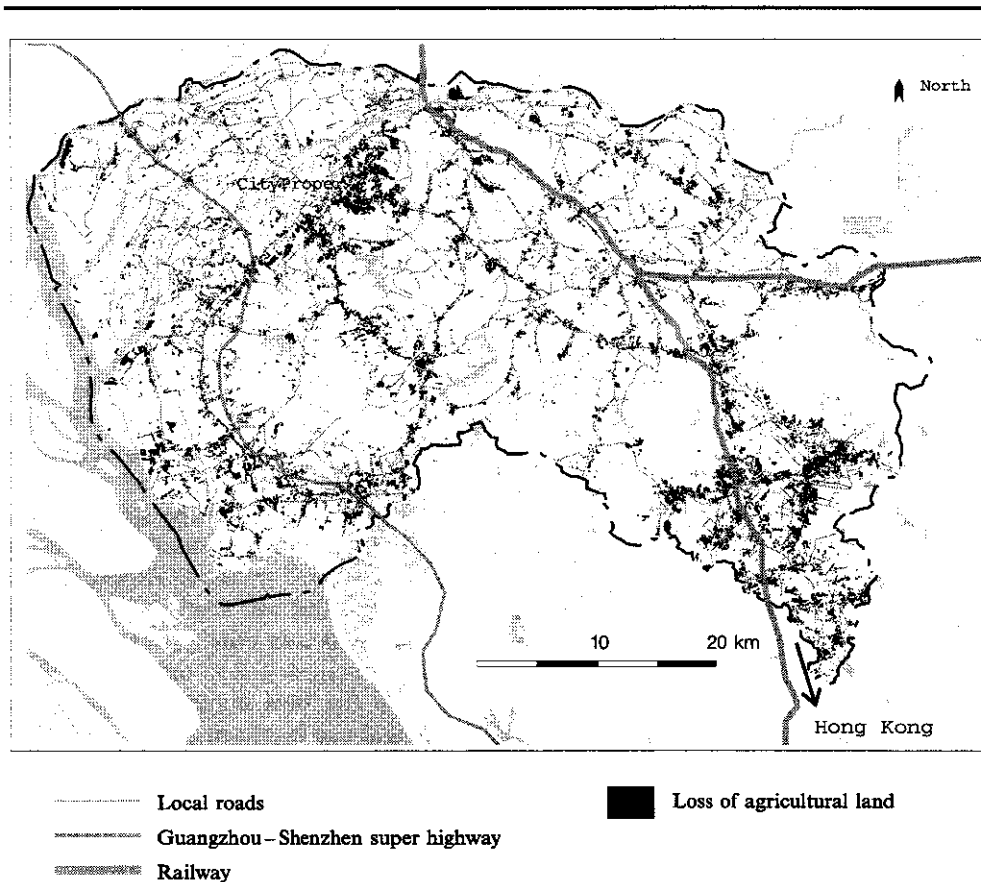 North
City Proper
10
20 km
Hong Kong
Local roads
Loss of agricultural land
Guangzhou–Shenzhen super highway
Railway